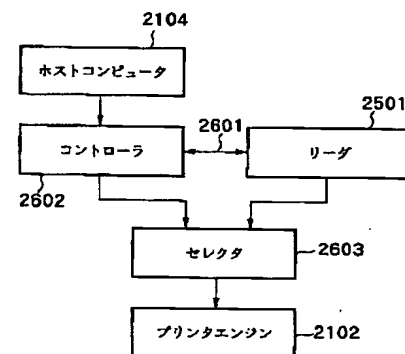 2104
ホストコンピュータ
2601
2501
コントローラ
リーダ
2602
セレクタ
2603
プリンタエンジン
2102